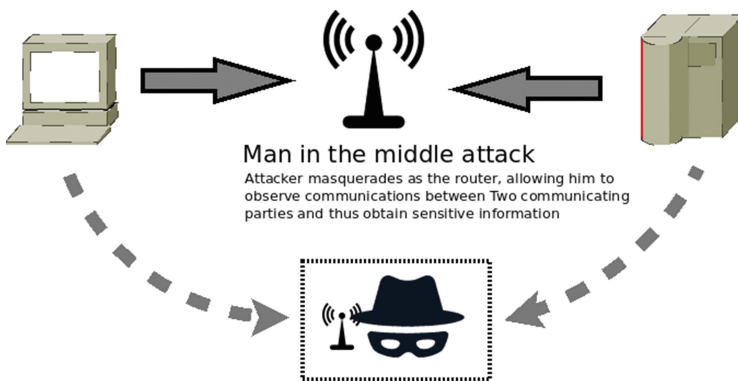 Man in the middle attack
Attacker masquerades as the router, allowing him to
observe communications between Two communicating
parties and thus obtain sensitive information